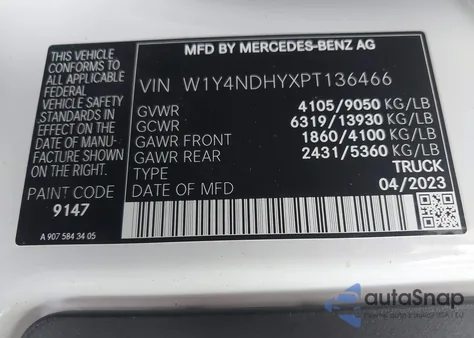 MFD BY MERCEDES-BENZ AG
THIS VEHICLE
CONFORMS TO
ALL APPLICABLE
FEDERAL
VEHICLE SAFETY
STANDARDS IN
EFFECT ON THE
DATE OF MANU-
FACTURE SHOWN
ABOVE
PAINT CODE
9147
A 907 584 34 05
VIN W1Y4NDHYXPT136466
GVWR 4105/9050 KG/LB
GCWR 6319/13930 KG/LB
GAWR FRONT 1860/4100 KG/LB
GAWR REAR 2431/5360 KG/LB
TYPE TRUCK
DATE OF MFD 04/2023
autoSnap